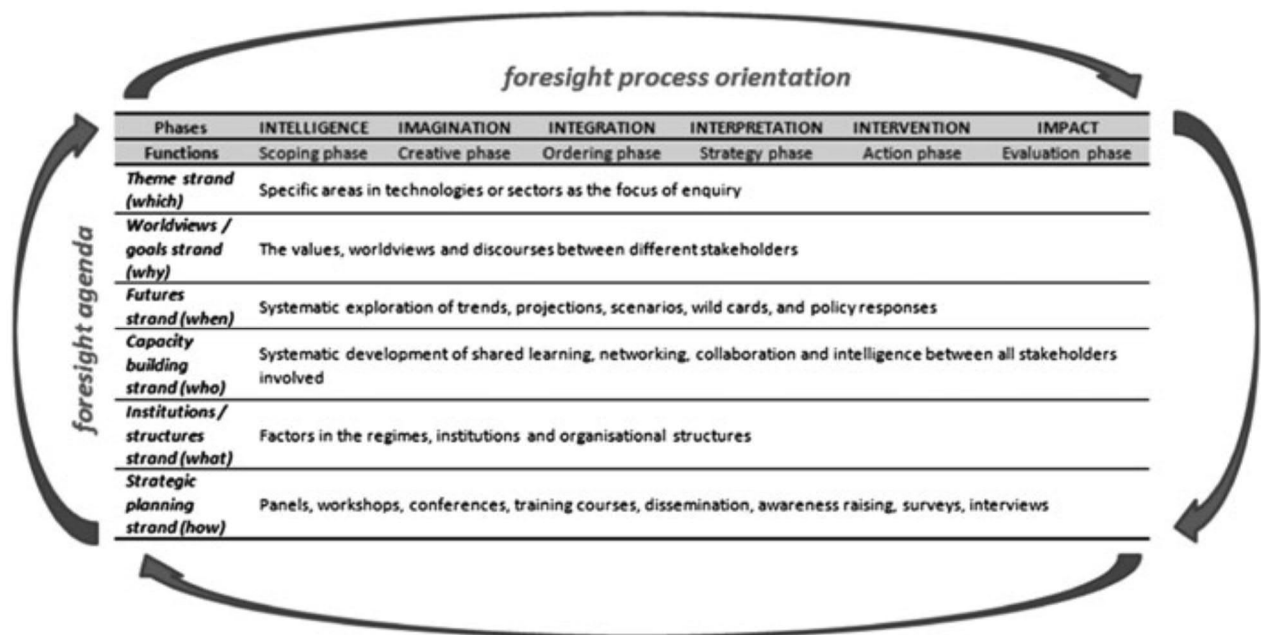 foresight process orientation
Phases INTELLIGENCE IMAGINATION INTEGRATION INTERPRETATION INTERVENTION IMPACT
Functions Scoping phase Creative phase Ordering phase Strategy phase Action phase Evaluation phase
Theme strand
(which)
Specific areas in technologies or sectors as the focus of enquiry
Worldviews /
goals strand
(why)
The values, worldviews and discourses between different stakeholders
Futures
strand (when)
Systematic exploration of trends, projections, scenarios, wild cards, and policy responses
Capacity
building
strand (who)
Systematic development of shared learning, networking, collaboration and intelligence between all stakeholders
involved
Institutions /
structures
strand (what)
Factors in the regimes, institutions and organisational structures
Strategic
planning
strand (how)
Panels, workshops, conferences, training courses, dissemination, awareness raising, surveys, interviews
foresight agenda